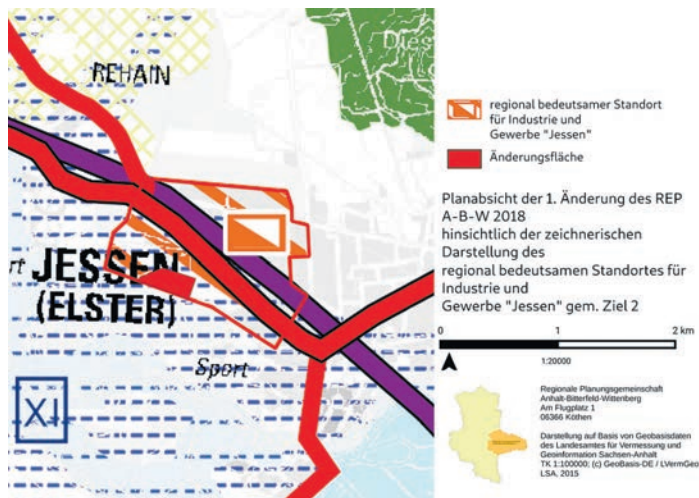 REHAIN
Dies
rt
JESSEN
(ELSTER)
Sport
XI
regional bedeutsamer Standort
für Industrie und
Gewerbe "Jessen"
Änderungsfläche
Planabsicht der 1. Änderung des REP
A-B-W 2018
hinsichtlich der zeichnerischen
Darstellung des
regional bedeutsamen Standortes für
Industrie und
Gewerbe "Jessen" gem. Ziel 2
0 1 2 km
1:20000
Regionale Planungsgemeinschaft
Anhalt-Bitterfeld-Wittenberg
Am Flugplatz 1
06366 Köthen
Darstellung auf Basis von Geobasisdaten
des Landesamtes für Vermessung und
Geoinformation Sachsen-Anhalt
TK 1:100000; (c) GeoBasis-DE / LVermGeo
LSA, 2015